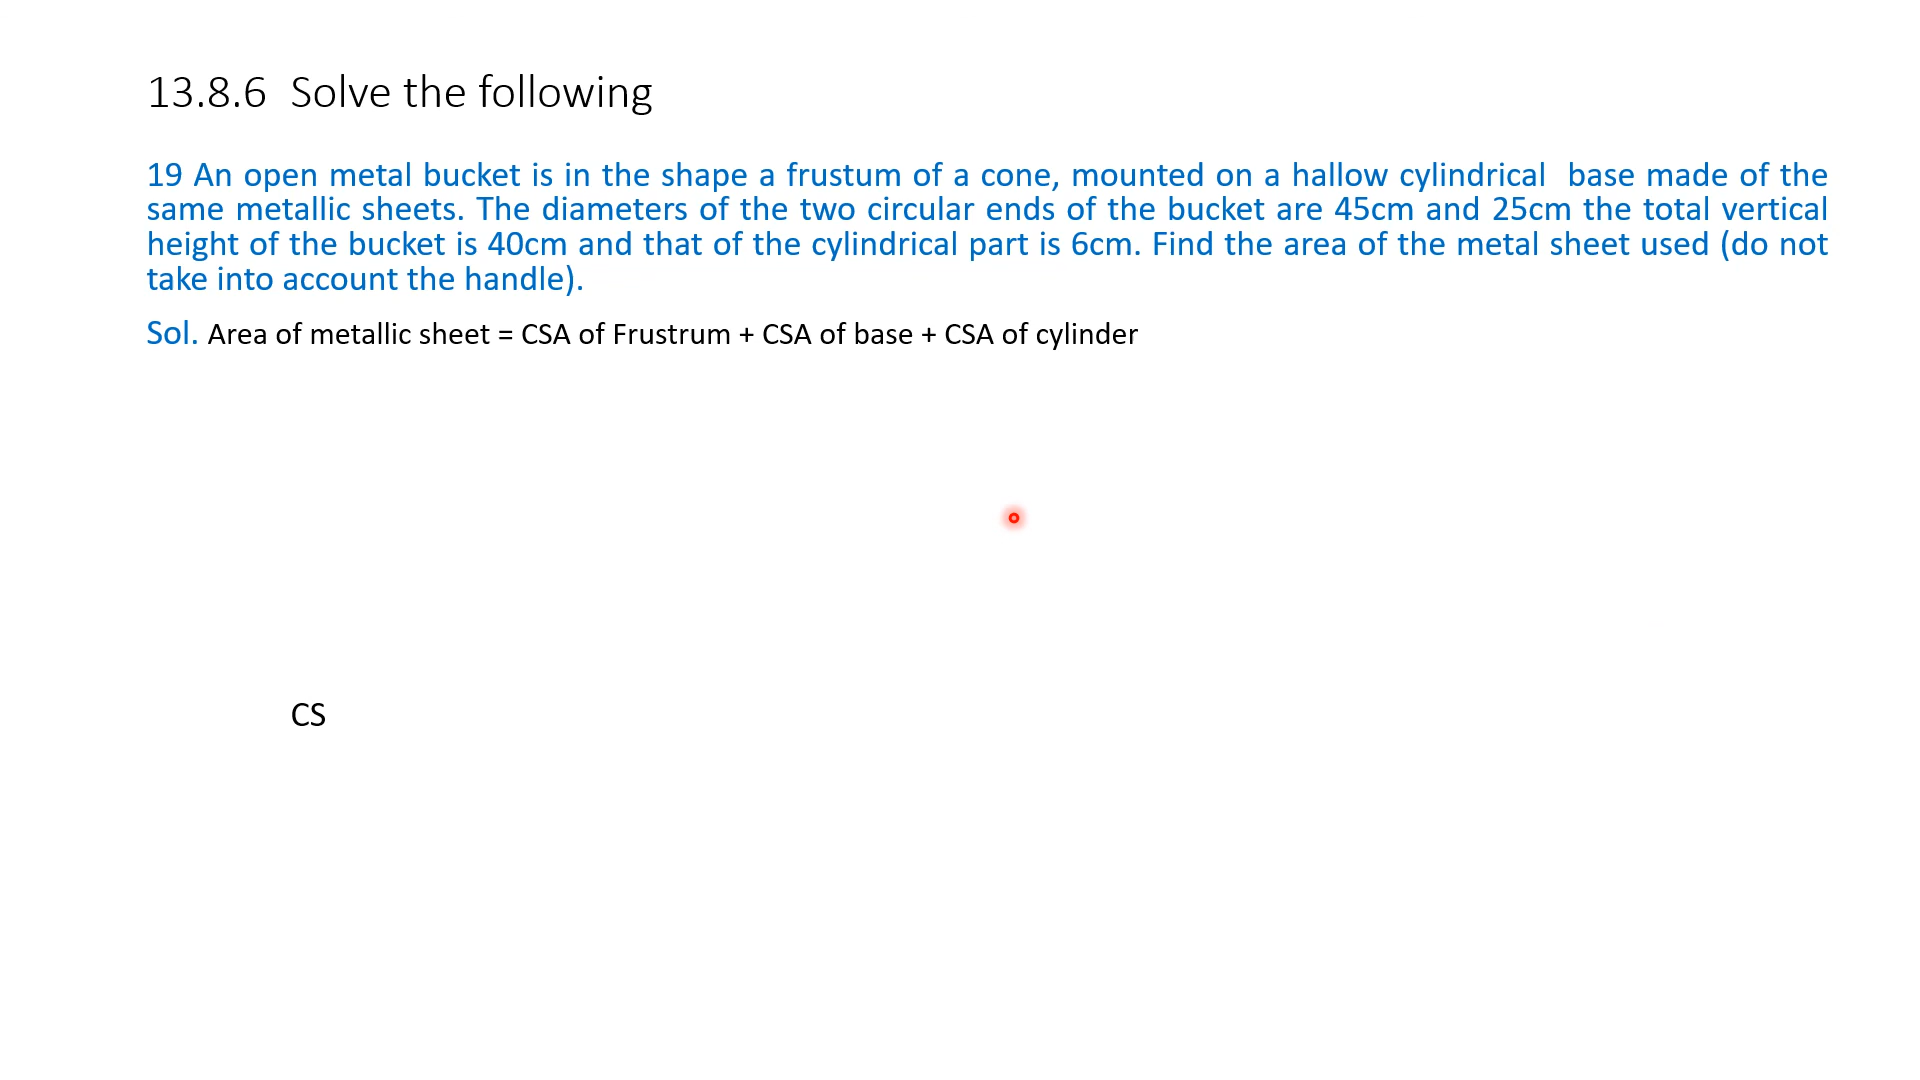 13.8.6 Solve the following
19 An open metal bucket is in the shape a frustum of a cone, mounted on a hallow cylindrical base made of the
same metallic sheets. The diameters of the two circular ends of the bucket are 45cm and 25cm the total vertical
height of the bucket is 40cm and that of the cylindrical part is 6cm. Find the area of the metal sheet used (do not
take into account the handle).
Sol. Area of metallic sheet = CSA of Frustrum + CSA of base + CSA of cylinder
CS